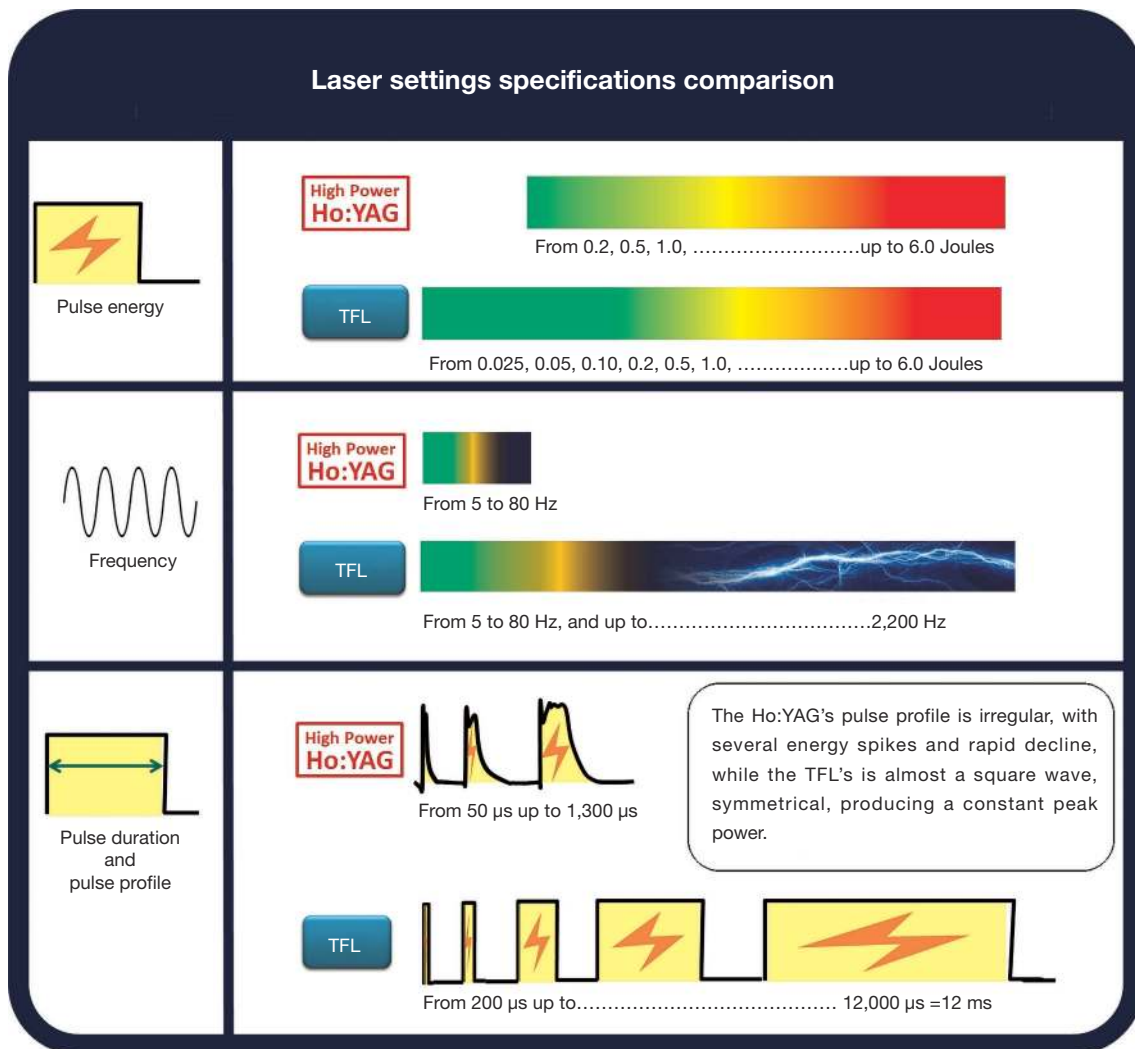 Laser settings specifications comparison
Pulse energy
High Power
Ho:YAG
From 0.2, 0.5, 1.0, ...........................up to 6.0 Joules
TFL
From 0.025, 0.05, 0.10, 0.2, 0.5, 1.0, ..................up to 6.0 Joules
Frequency
High Power
Ho:YAG
From 5 to 80 Hz
TFL
From 5 to 80 Hz, and up to...................................2,200 Hz
Pulse duration
and
pulse profile
High Power
Ho:YAG
From 50 µs up to 1,300 µs
The Ho:YAG's pulse profile is irregular, with
several energy spikes and rapid decline,
while the TFL's is almost a square wave,
symmetrical, producing a constant peak
power.
TFL
From 200 µs up to......................................... 12,000 µs =12 ms